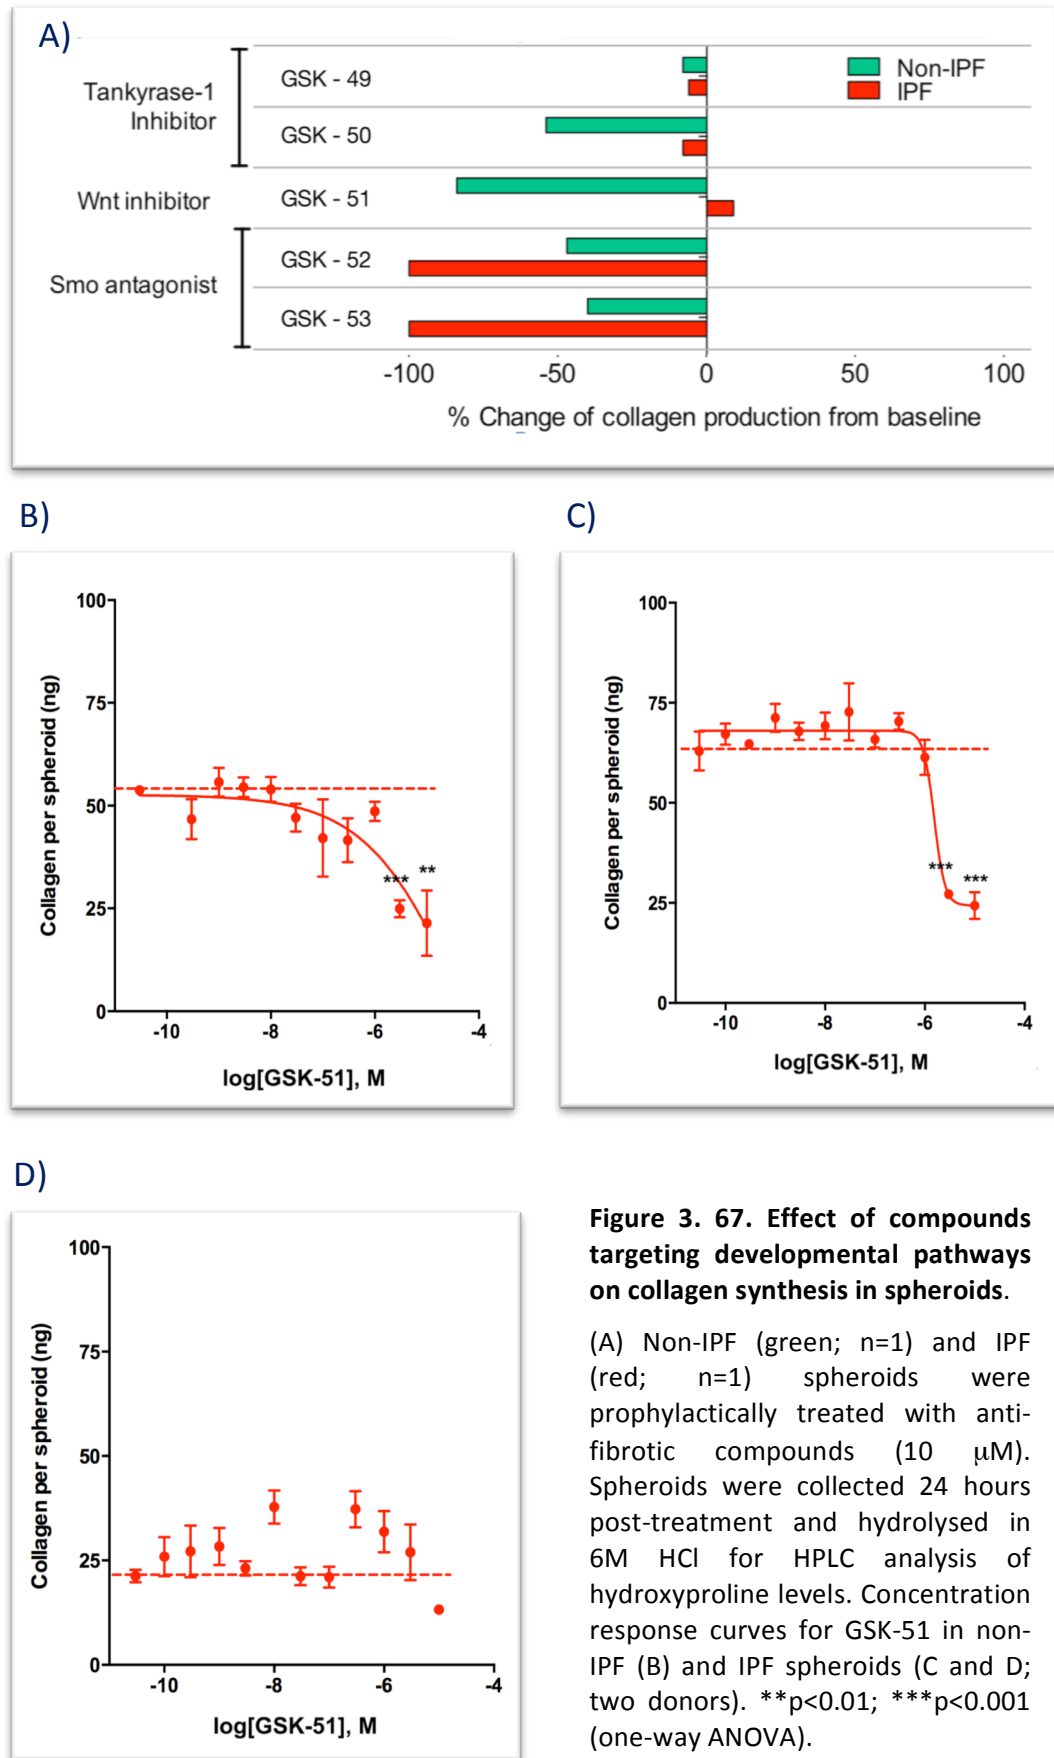 A)
Non-IPF
IPF
Tankyrase-1
Inhibitor
GSK - 49
GSK - 50
Wnt inhibitor
GSK - 51
Smo antagonist
GSK - 52
GSK - 53
-100 -50 0 50 100
% Change of collagen production from baseline
B)
100
75
50
25
0
Collagen per spheroid (ng)
*** **
-10 -8 -6 -4
log[GSK-51], M
C)
100
75
50
25
0
Collagen per spheroid (ng)
*** ***
-10 -8 -6 -4
log[GSK-51], M
D)
100
75
50
25
0
Collagen per spheroid (ng)
-10 -8 -6 -4
log[GSK-51], M
Figure 3. 67. Effect of compounds
targeting developmental pathways
on collagen synthesis in spheroids.
(A) Non-IPF (green; n=1) and IPF
(red; n=1) spheroids were
prophylactically treated with anti-
fibrotic compounds (10 μM).
Spheroids were collected 24 hours
post-treatment and hydrolysed in
6M HCl for HPLC analysis of
hydroxyproline levels. Concentration
response curves for GSK-51 in non-
IPF (B) and IPF spheroids (C and D;
two donors). **p<0.01; ***p<0.001
(one-way ANOVA).